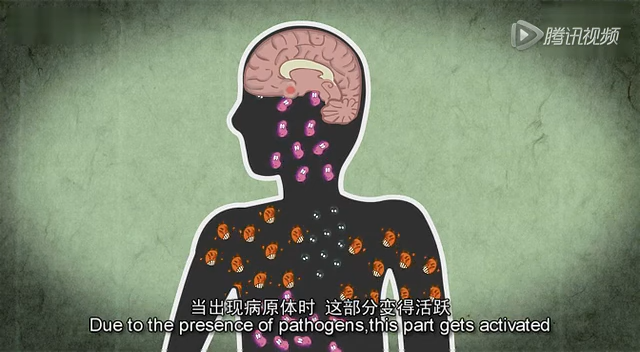 腾讯视频
当出现病原体时 这部分变得活跃
Due to the presence of pathogens,this part gets activated